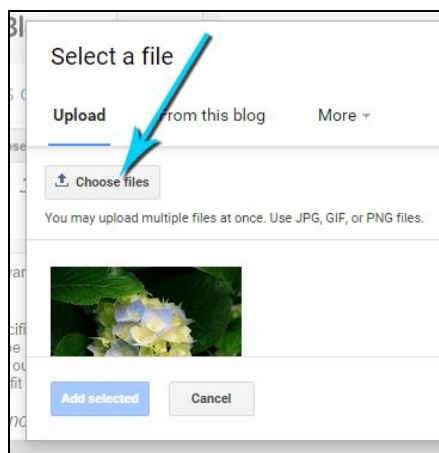 Bl
Select a file
Upload From this blog More
Choose files
You may upload multiple files at once. Use JPG, GIF, or PNG files.
Add selected Cancel